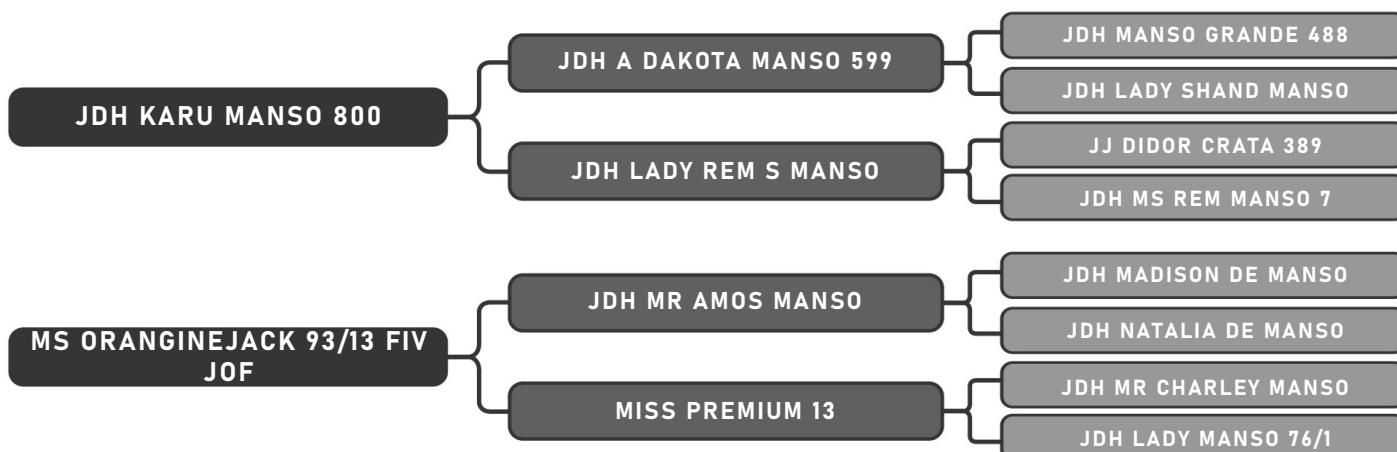 JDH KARU MANSO 800
JDH A DAKOTA MANSO 599
JDH MANSO GRANDE 488
JDH LADY SHAND MANSO
JDH LADY REM S MANSO
JJ DIDOR CRATA 389
JDH MS REM MANSO 7
MS ORANGINEJACK 93/13 FIV
JOF
JDH MR AMOS MANSO
JDH MADISON DE MANSO
JDH NATALIA DE MANSO
MISS PREMIUM 13
JDH MR CHARLEY MANSO
JDH LADY MANSO 76/1